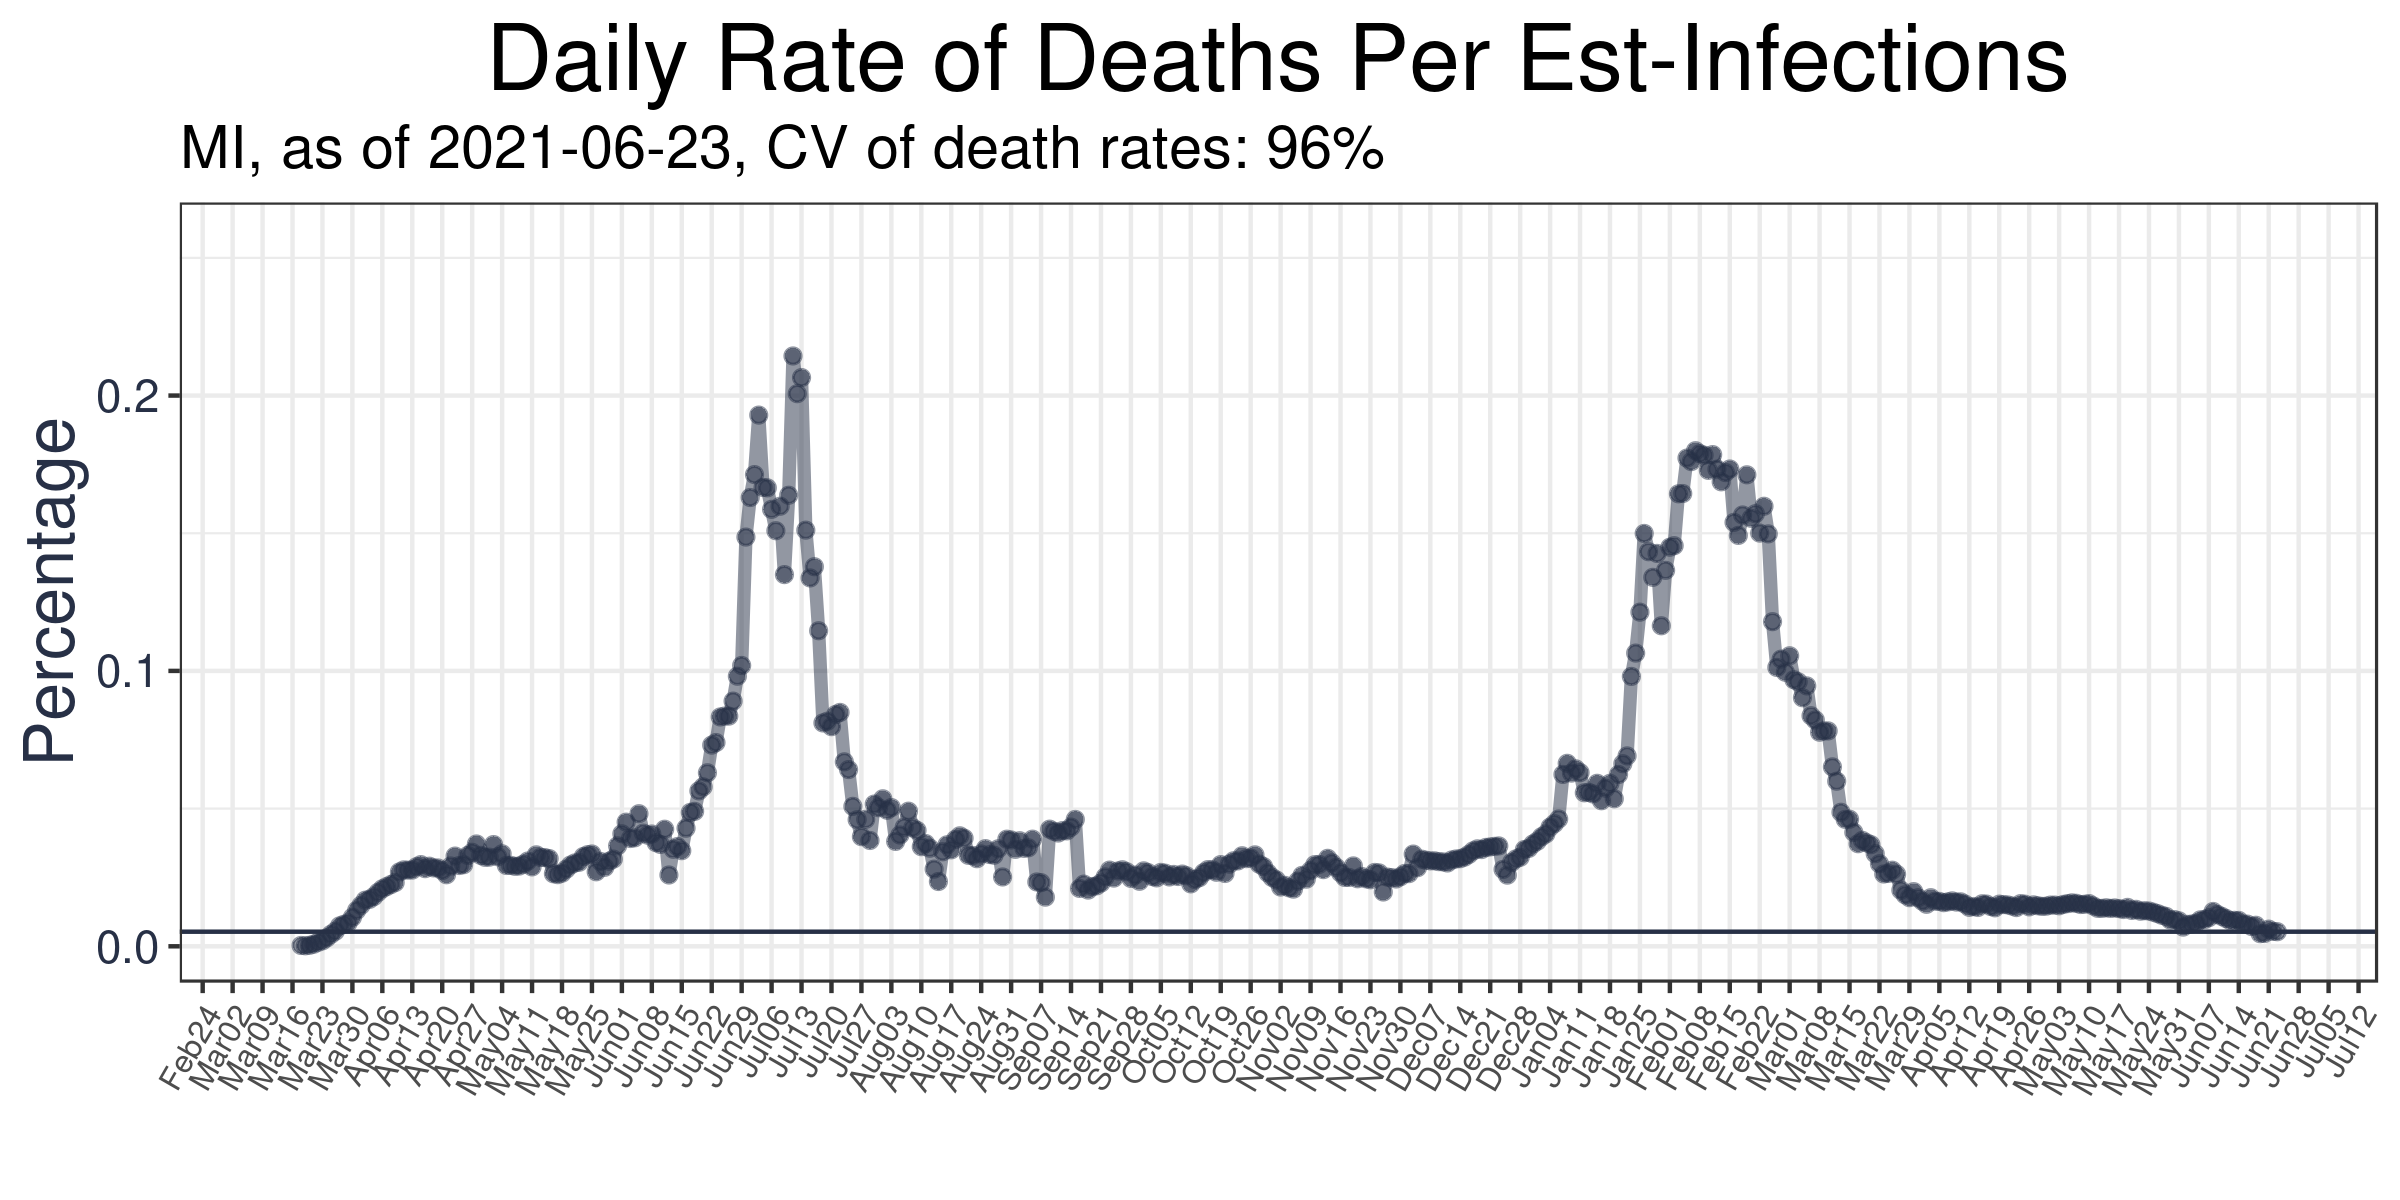 Daily Rate of Deaths Per Est-Infections
MI, as of 2021-06-23, CV of death rates: 96%
Percentage
0.2
0.1
0.0
Feb24
Mar02
Mar09
Mar16
Mar23
Mar30
Apr06
Apr13
Apr20
Apr27
May04
May11
May18
May25
Jun01
Jun08
Jun15
Jun22
Jun29
Jul06
Jul13
Jul20
Jul27
Aug03
Aug10
Aug17
Aug24
Aug31
Sep07
Sep14
Sep21
Sep28
Oct05
Oct12
Oct19
Oct26
Nov02
Nov09
Nov16
Nov23
Nov30
Dec07
Dec14
Dec21
Dec28
Jan04
Jan11
Jan18
Jan25
Feb01
Feb08
Feb15
Feb22
Mar01
Mar08
Mar15
Mar22
Mar29
Apr05
Apr12
Apr19
Apr26
May03
May10
May17
May24
May31
Jun07
Jun14
Jun21
Jun28
Jul05
Jul12